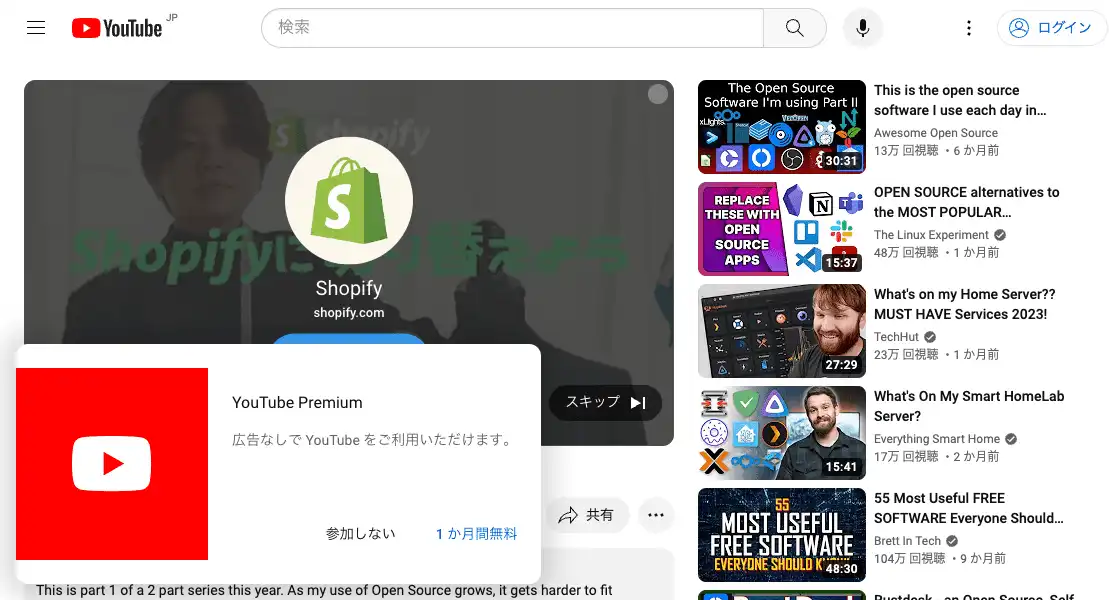 YouTube JP
検索
ログイン
Shopify
Shopifyに切り替えよう
Shopify
shopify.com
スキップ
YouTube Premium
広告なしで YouTube をご利用いただけます。
参加しない
1 か月間無料
共有
This is part 1 of a 2 part series this year. As my use of Open Source grows, it gets harder to fit
The Open Source
Software I'm using Part II
xLights
30:31
This is the open source
software I use each day in…
Awesome Open Source
13万 回視聴 ・6 か月前
REPLACE
THESE WITH
OPEN
SOURCE
APPS
15:37
OPEN SOURCE alternatives to
the MOST POPULAR…
The Linux Experiment
48万 回視聴 ・1 か月前
27:29
What's on my Home Server??
MUST HAVE Services 2023!
TechHut
23万 回視聴 ・1 か月前
15:41
What's On My Smart HomeLab
Server?
Everything Smart Home
17万 回視聴 ・2 か月前
55
MOST USEFUL
FREE SOFTWARE
EVERYONE SHOULD
48:30
55 Most Useful FREE
SOFTWARE Everyone Should…
Brett In Tech
104万 回視聴 ・9 か月前